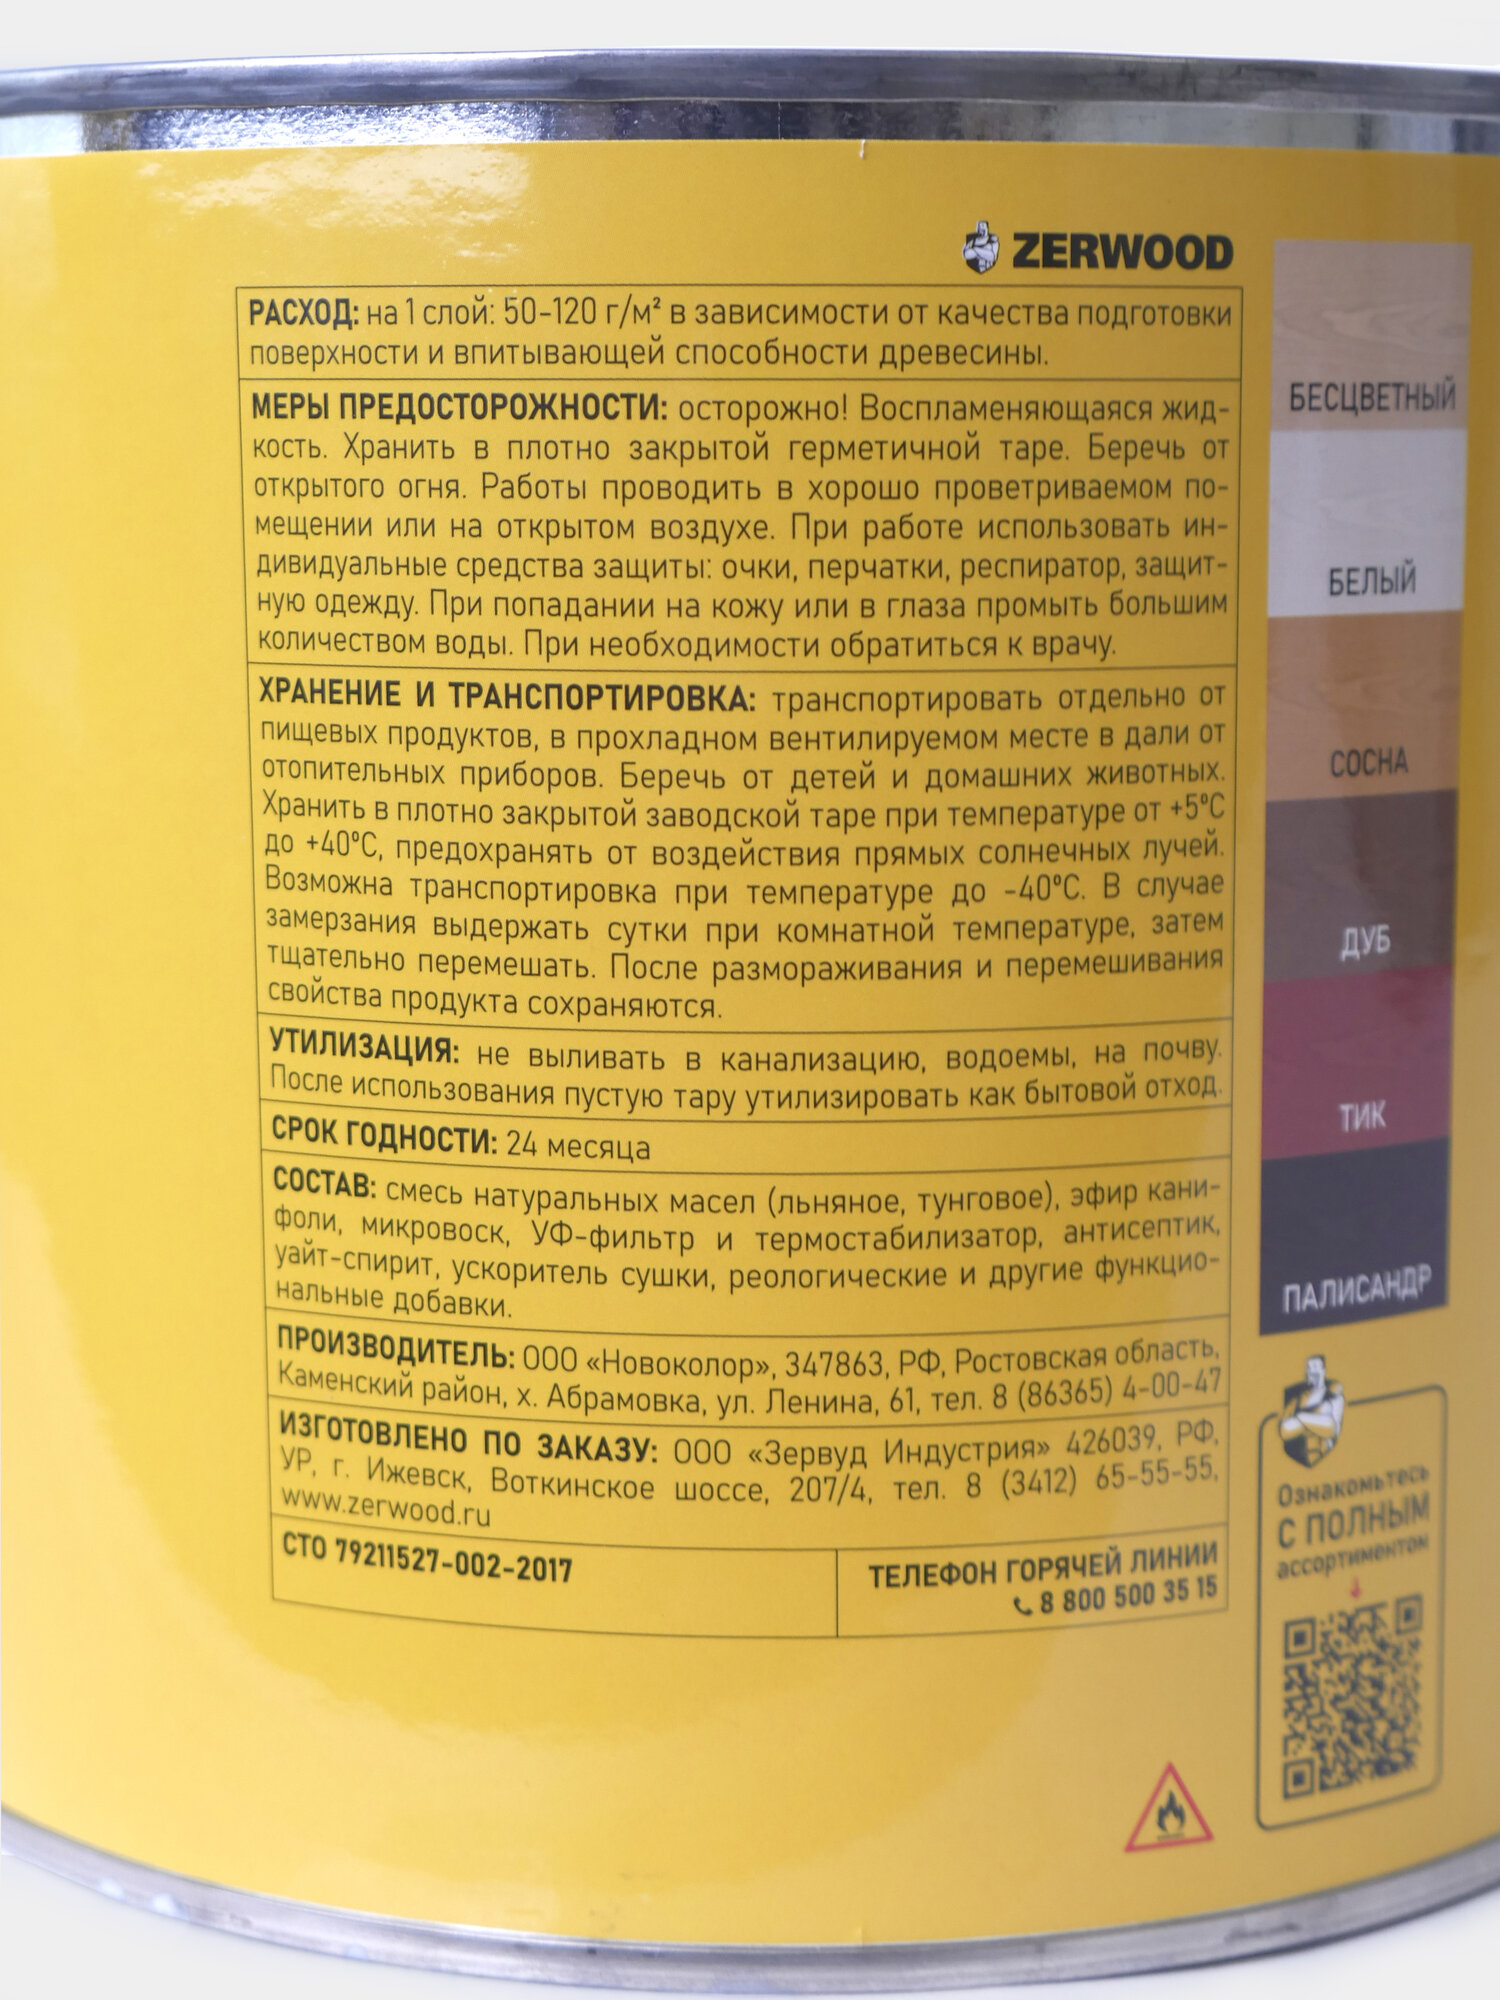 ZERWOOD
РАСХОД: на 1 слой: 50-120 г/м² в зависимости от качества подготовки
поверхности и впитывающей способности древесины.
МЕРЫ ПРЕДОСТОРОЖНОСТИ: осторожно! Воспламеняющаяся жид-
кость. Хранить в плотно закрытой герметичной таре. Беречь от
открытого огня. Работы проводить в хорошо проветриваемом по-
мещении или на открытом воздухе. При работе использовать ин-
дивидуальные средства защиты: очки, перчатки, респиратор, защит-
ную одежду. При попадании на кожу или в глаза промыть большим
количеством воды. При необходимости обратиться к врачу.
ХРАНЕНИЕ И ТРАНСПОРТИРОВКА: транспортировать отдельно от
пищевых продуктов, в прохладном вентилируемом месте в дали от
отопительных приборов. Беречь от детей и домашних животных.
Хранить в плотно закрытой заводской таре при температуре от +5°C
до +40°C, предохранять от воздействия прямых солнечных лучей.
Возможна транспортировка при температуре до -40°C. В случае
замерзания выдержать сутки при комнатной температуре, затем
тщательно перемешать. После размораживания и перемешивания
свойства продукта сохраняются.
УТИЛИЗАЦИЯ: не выливать в канализацию, водоемы, на почву.
После использования пустую тару утилизировать как бытовой отход.
СРОК ГОДНОСТИ: 24 месяца
СОСТАВ: смесь натуральных масел (льняное, тунговое), эфир кани-
фоли, микровоск, УФ-фильтр и термостабилизатор, антисептик,
уайт-спирит, ускоритель сушки, реологические и другие функцио-
нальные добавки.
ПРОИЗВОДИТЕЛЬ: ООО «Новоколор», 347863, РФ, Ростовская область,
Каменский район, х. Абрамовка, ул. Ленина, 61, тел. 8 (86365) 4-00-47
ИЗГОТОВЛЕНО ПО ЗАКАЗУ: ООО «Зервуд Индустрия» 426039, РФ,
УР, г. Ижевск, Воткинское шоссе, 207/4, тел. 8 (3412) 65-55-55,
www.zerwood.ru
СТО 79211527-002-2017
ТЕЛЕФОН ГОРЯЧЕЙ ЛИНИИ
8 800 500 35 15
БЕСЦВЕТНЫЙ
БЕЛЫЙ
СОСНА
ДУБ
ТИК
ПАЛИСАНДР
Ознакомьтесь
С ПОЛНЫМ
ассортиментом